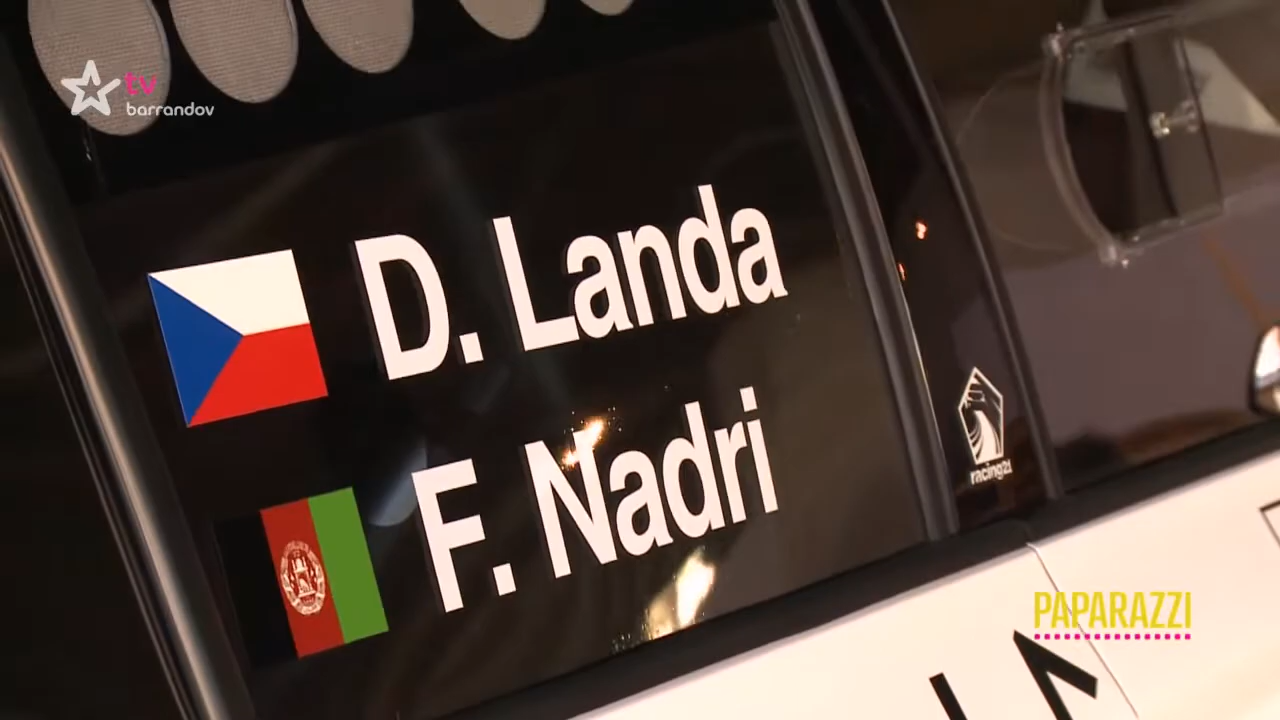 tv
barrandov
D. Landa
F. Nadri
racing21
PAPARAZZI